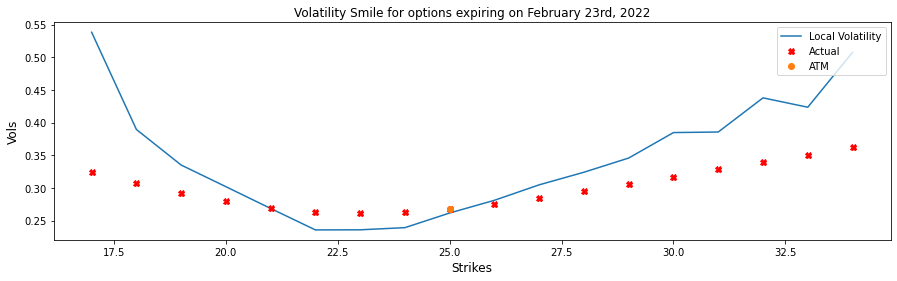 Volatility Smile for options expiring on February 23rd, 2022
Local Volatility
Actual
ATM
Vols
0.55
0.50
0.45
0.40
0.35
0.30
0.25
17.5 20.0 22.5 25.0 27.5 30.0 32.5
Strikes